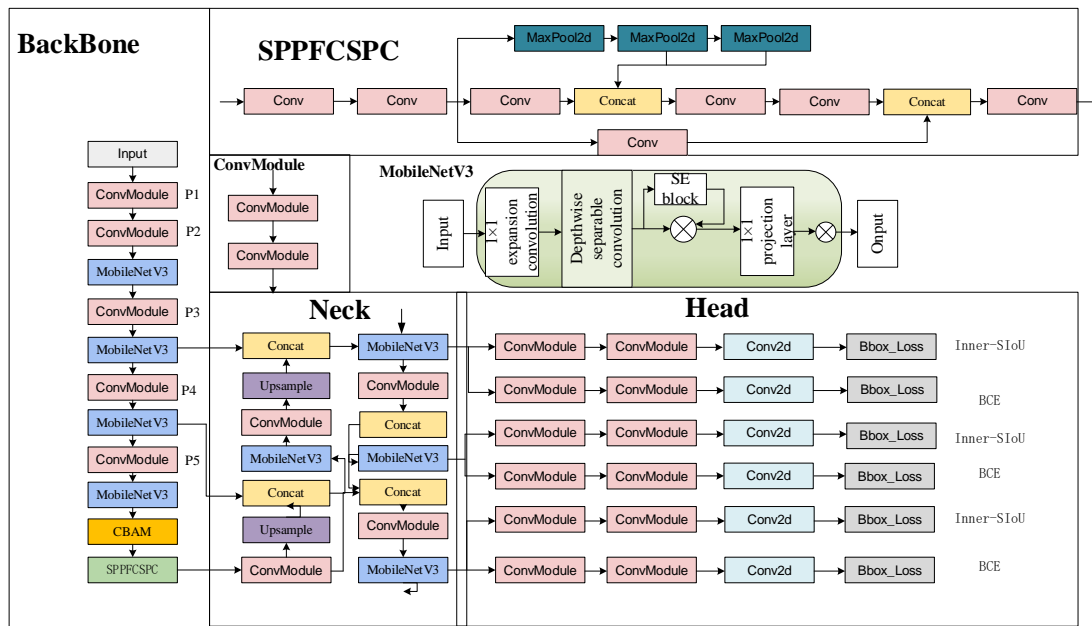 BackBone
Input
ConvModule
P1
ConvModule
P2
MobileNetV3
ConvModule
P3
MobileNetV3
ConvModule
P4
MobileNetV3
ConvModule
P5
MobileNetV3
CBAM
SPPFCSPC
SPPFCSPC
MaxPool2d
MaxPool2d
MaxPool2d
Conv
Conv
Conv
Concat
Conv
Conv
Concat
Conv
Conv
ConvModule
ConvModule
ConvModule
MobileNetV3
Input
1×1
expansion
convolution
Depthwise
separable
convolution
SE
block
1×1
projection
layer
Onput
Neck
Concat
Upsample
ConvModule
MobileNetV3
Concat
Upsample
ConvModule
MobileNetV3
ConvModule
Concat
MobileNetV3
Concat
ConvModule
MobileNetV3
Head
ConvModule
ConvModule
Conv2d
Bbox_Loss
Inner-SIoU
ConvModule
ConvModule
Conv2d
Bbox_Loss
BCE
ConvModule
ConvModule
Conv2d
Bbox_Loss
Inner-SIoU
ConvModule
ConvModule
Conv2d
Bbox_Loss
BCE
ConvModule
ConvModule
Conv2d
Bbox_Loss
Inner-SIoU
ConvModule
ConvModule
Conv2d
Bbox_Loss
BCE